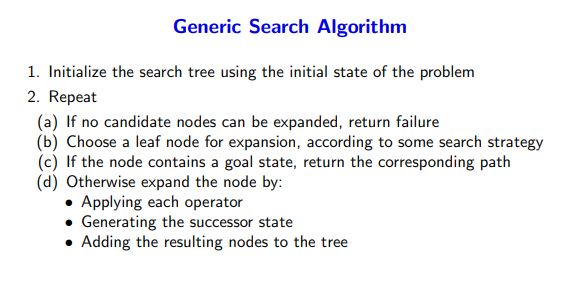 Generic Search Algorithm
1. Initialize the search tree using the initial state of the problem
2. Repeat
(a) If no candidate nodes can be expanded, return failure
(b) Choose a leaf node for expansion, according to some search strategy
(c) If the node contains a goal state, return the corresponding path
(d) Otherwise expand the node by:
• Applying each operator
• Generating the successor state
• Adding the resulting nodes to the tree